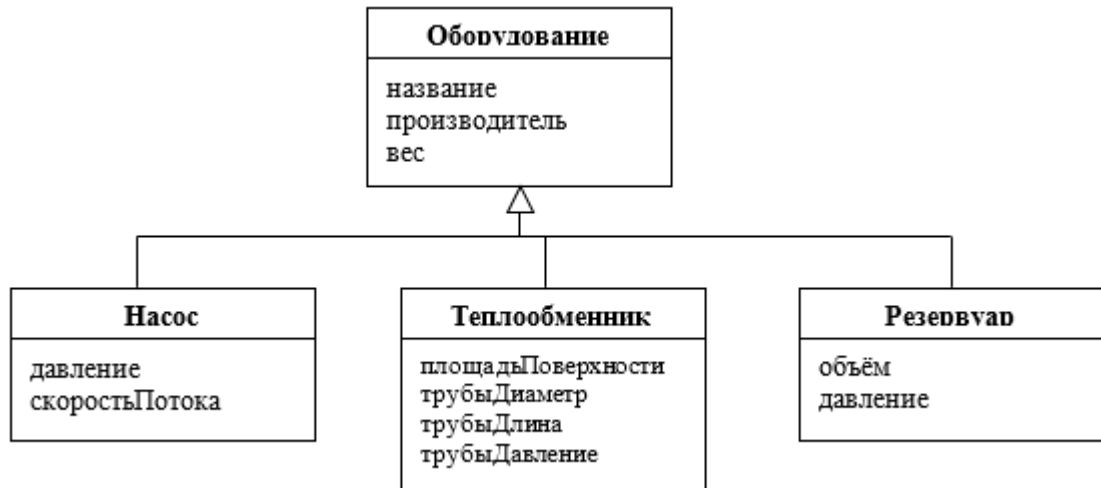 Оборудование
название
производитель
вес
Насос
давление
скоростьПотока
Теплообменник
площадьПоверхности
трубыДиаметр
трубыДлина
трубыДавление
Резервуар
объём
давление